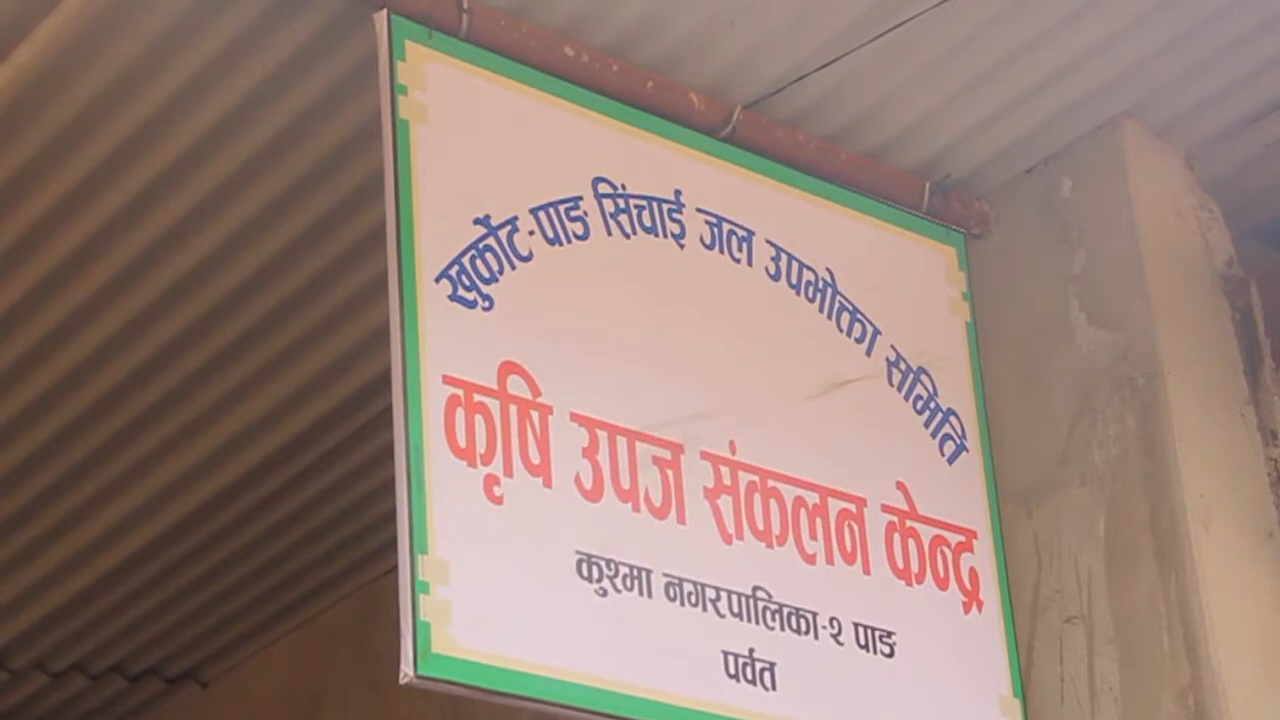 खुर्कोट-पाङ सिंचाई जल उपभोक्ता समिति
कृषि उपज संकलन केन्द्र
कुश्मा नगरपालिका-२ पाङ
पर्वत